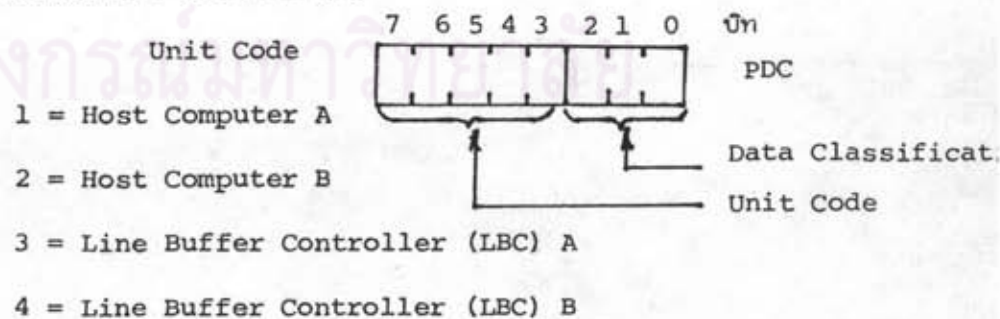 7 6 5 4 3 2 1 0 บิท
Unit Code
PDC
1 = Host Computer A
Data Classificat
2 = Host Computer B
Unit Code
3 = Line Buffer Controller (LBC) A
4 = Line Buffer Controller (LBC) B